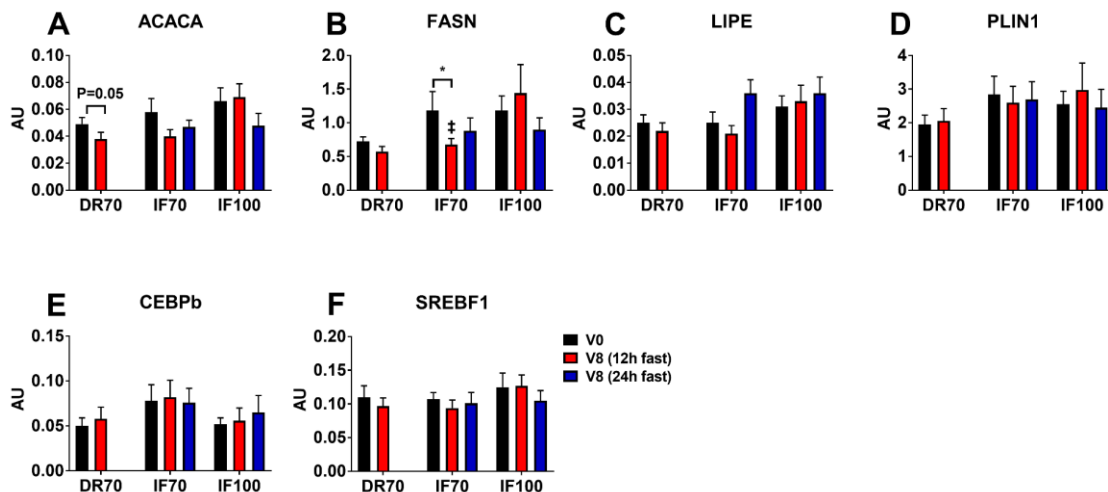 A ACACA
0.10
0.08
0.06
0.04
0.02
0.00
AU
P=0.05
DR70 IF70 IF100
B FASN
2.0
1.5
1.0
0.5
0.0
AU
*
‡
DR70 IF70 IF100
C LIPE
0.05
0.04
0.03
0.02
0.01
0.00
AU
DR70 IF70 IF100
D PLIN1
4
3
2
1
0
AU
DR70 IF70 IF100
E CEBPb
0.15
0.10
0.05
0.00
AU
DR70 IF70 IF100
F SREBF1
0.20
0.15
0.10
0.05
0.00
AU
DR70 IF70 IF100
V0
V8 (12h fast)
V8 (24h fast)